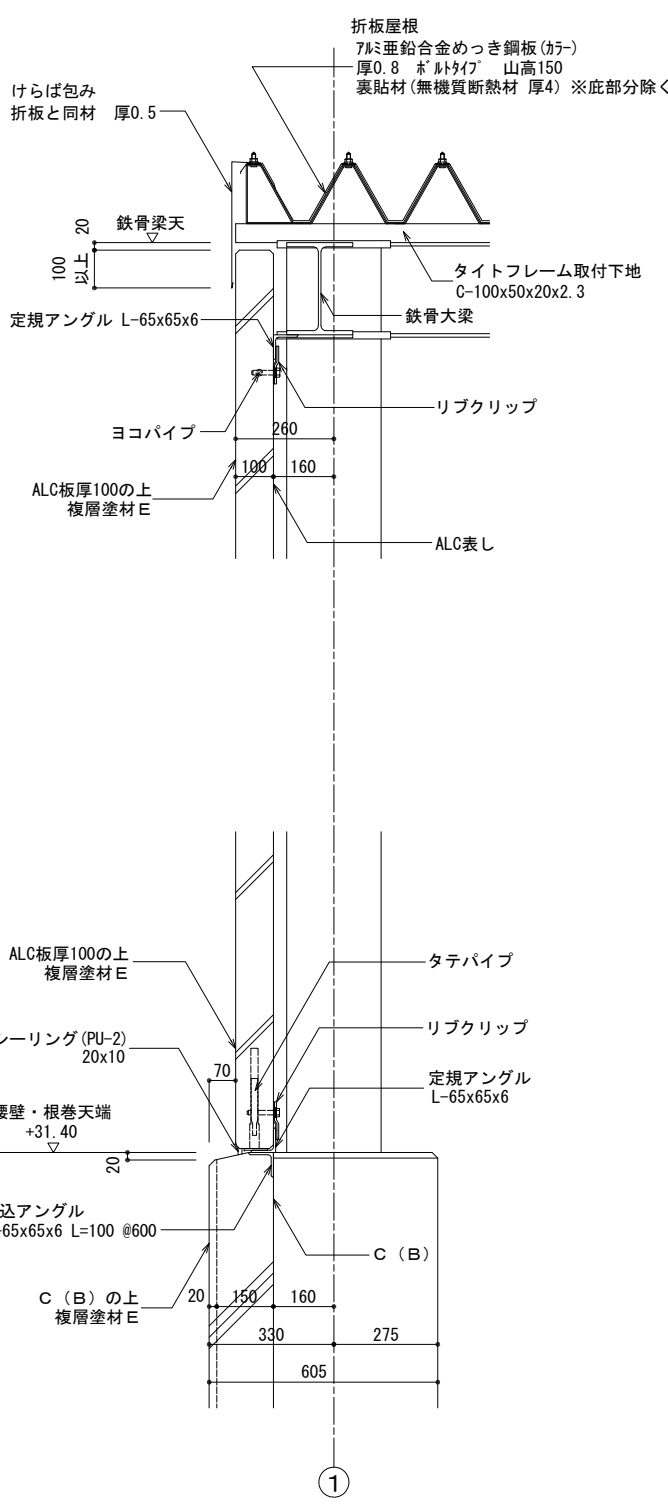 折板屋根
ｱﾙﾐ亜鉛合金めっき鋼板(ｶﾗｰ)
厚0.8 ﾎﾞﾙﾄﾀｲﾌﾟ 山高150
裏貼材(無機質断熱材 厚4) ※庇部分除く
けらば包み
折板と同材 厚0.5
20
鉄骨梁天
100
以上
タイトフレーム取付下地
C-100x50x20x2.3
定規アングル L-65x65x6
鉄骨大梁
リブクリップ
ヨコパイプ
260
100
160
ALC板厚100の上
複層塗材E
ALC表し
ALC板厚100の上
複層塗材E
タテパイプ
シーリング(PU-2)
20x10
リブクリップ
70
定規アングル
L-65x65x6
腰壁・根巻天端
+31.40
20
込アングル
-65x65x6 L=100 @600
C（B）
C（B）の上
複層塗材E
20
150
160
330
275
605
1